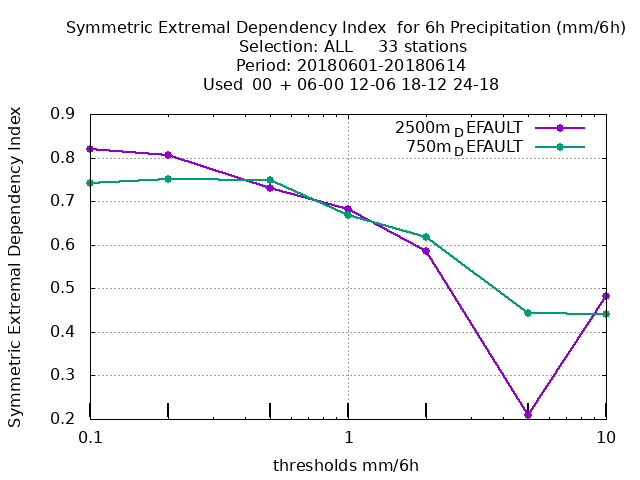 Symmetric Extremal Dependency Index  for 6h Precipitation (mm/6h)
Selection: ALL     33 stations
Period: 20180601-20180614
Used  00  + 06-00 12-06 18-12 24-18
2500m_DEFAULT
750m_DEFAULT
Symmetric Extremal Dependency Index
0.9
0.8
0.7
0.6
0.5
0.4
0.3
0.2
0.1 1 10
thresholds mm/6h